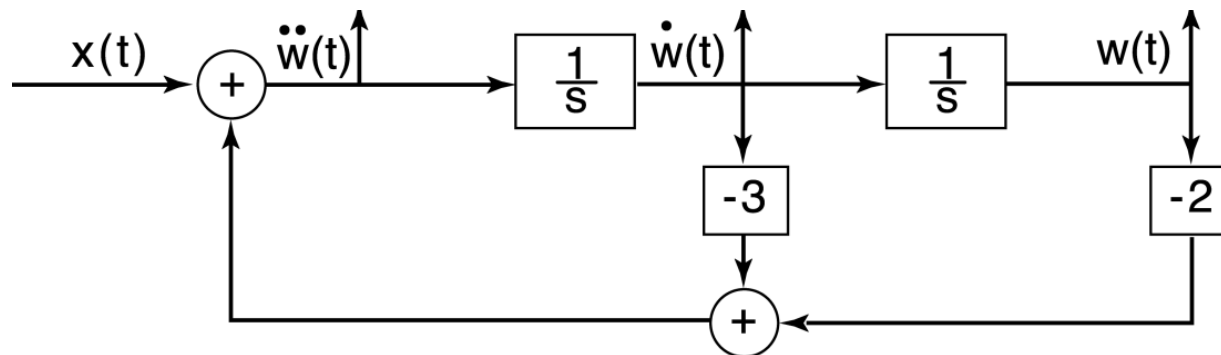 x(t) + ẅ(t) 1/s ẇ(t) 1/s w(t)
-3 -2
+